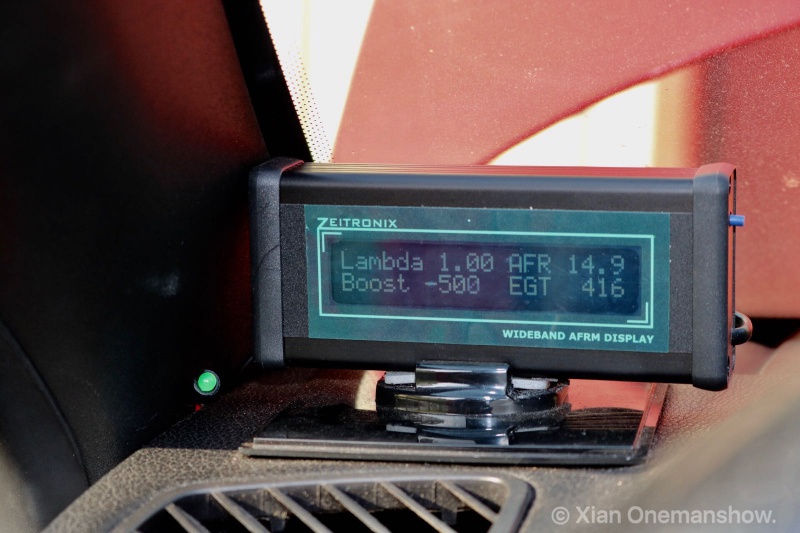 ZEITRONIX
Lambda 1.00 AFR 14.9
Boost -500 EGT 416
WIDEBAND AFRM DISPLAY
© Xian Onemanshow.